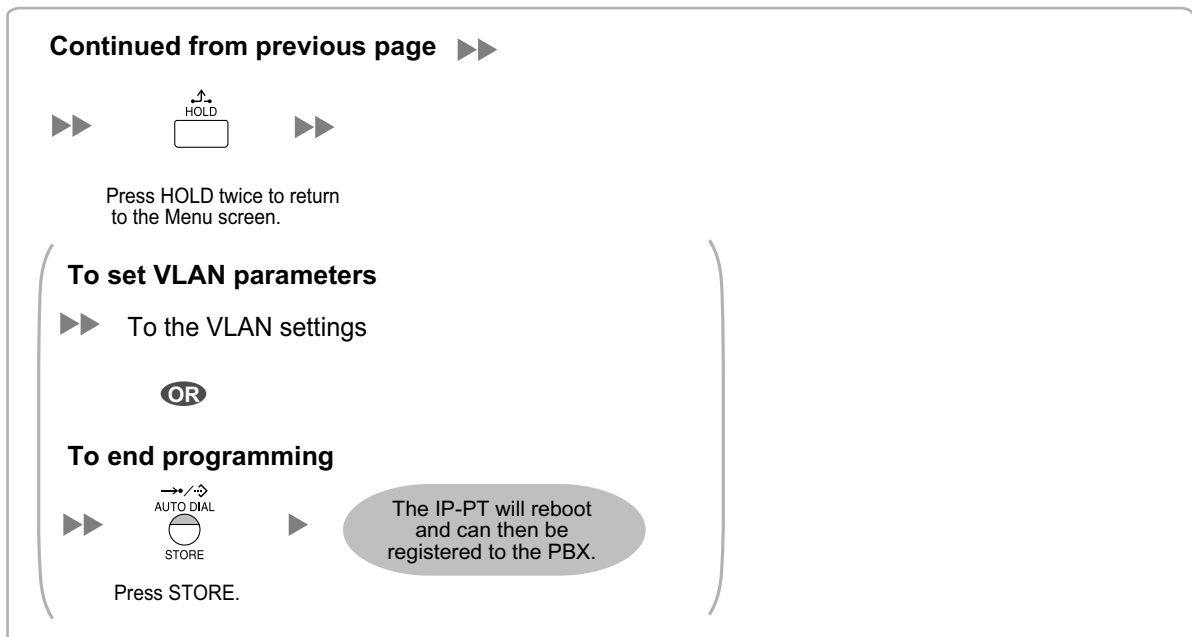 Continued from previous page
HOLD
Press HOLD twice to return
to the Menu screen.
To set VLAN parameters
To the VLAN settings
OR
To end programming
AUTO DIAL
STORE
The IP-PT will reboot
and can then be
registered to the PBX.
Press STORE.